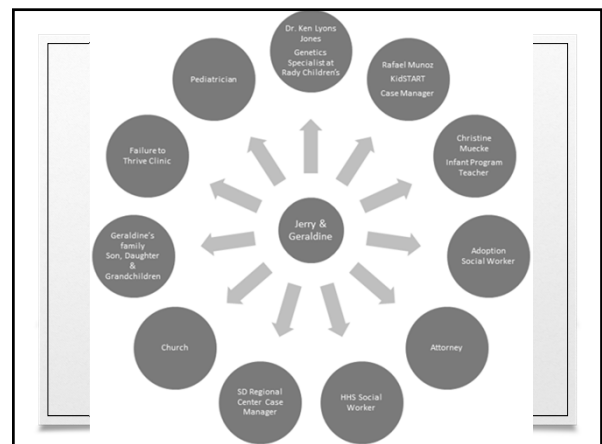 Dr. Ken Lyons
Jones
Genetics
Specialist at
Rady Children's
Rafael Munoz
KidSTART
Case Manager
Christine
Muecke
Infant Program
Teacher
Adoption
Social Worker
Attorney
HHS Social
Worker
SD Regional
Center Case
Manager
Church
Geraldine's
family
Son, Daughter
&
Grandchildren
Failure to
Thrive Clinic
Pediatrician
Jerry &
Geraldine